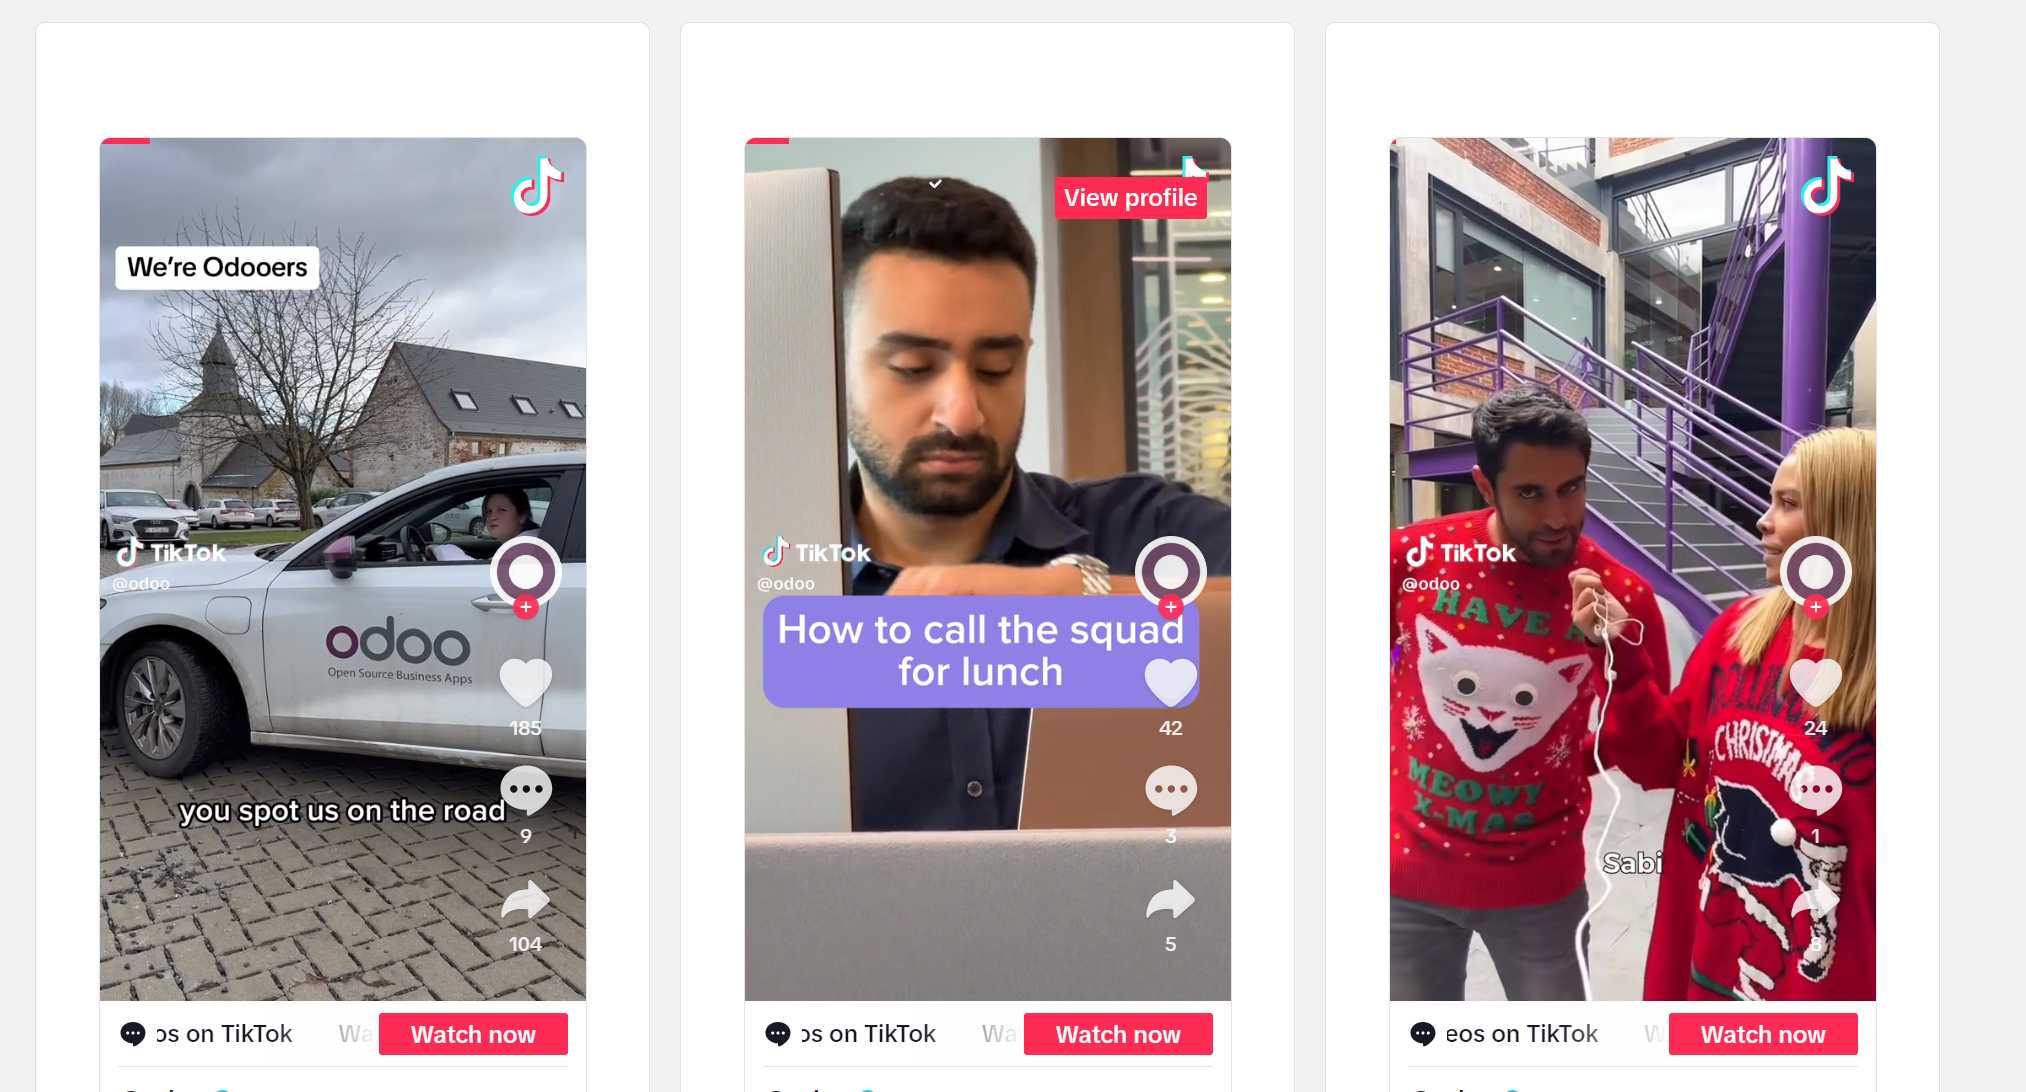 We're Odooers
TikTok
@odoo
odoo
Open Source Business Apps
185
you spot us on the road
9
104
os on TikTok
Wa
Watch now
View profile
TikTok
@odoo
How to call the squad
for lunch
42
3
5
os on TikTok
Wa
Watch now
TikTok
@odoo
HAVE A
MEOWY
X-MAS
CHRISTMA
24
1
Sabi
8
eos on TikTok
W
Watch now